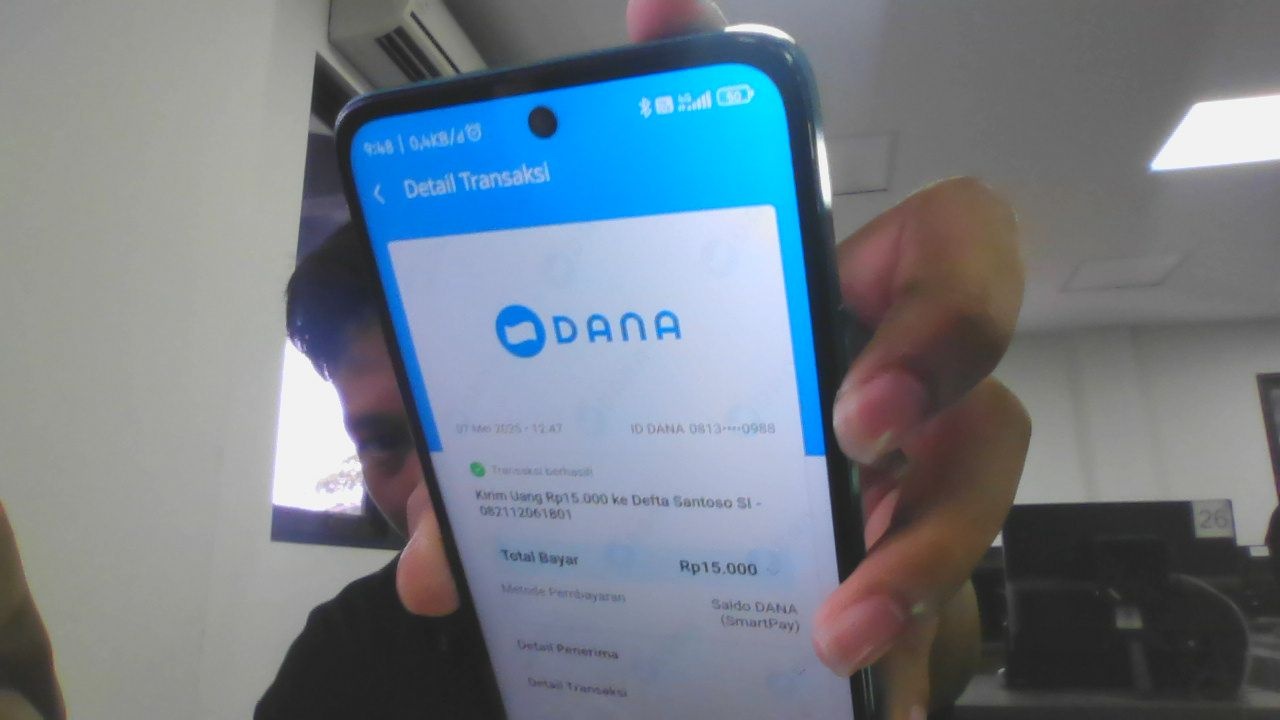 9:48 | 0,4KB/d
4G 90
Detail Transaksi
DANA
07 Mei 2025 • 12:47 ID DANA 0813••••0988
Transaksi berhasil!
Kirim Uang Rp15.000 ke Defta Santoso SI -
082112061801
Total Bayar Rp15.000
Metode Pembayaran Saldo DANA
(SmartPay)
Detail Penerima
Detail Transaksi
26